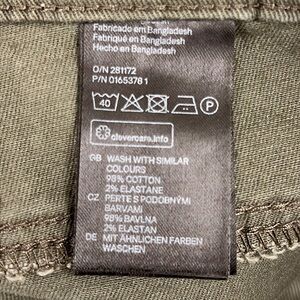 Fabricado en Bangladesh
Fabriqué en Bangladesh
Hecho en Bangladesh
O/N 281172
P/N 01653781
40 P
clevercare.info
GB WASH WITH SIMILAR
COLOURS
98% COTTON
2% ELASTANE
CZ PERTE S PODOBNÝMI
BARVAMI
98% BAVLNA
2% ELASTAN
DE MIT ÄHNLICHEN FARBEN
WASCHEN